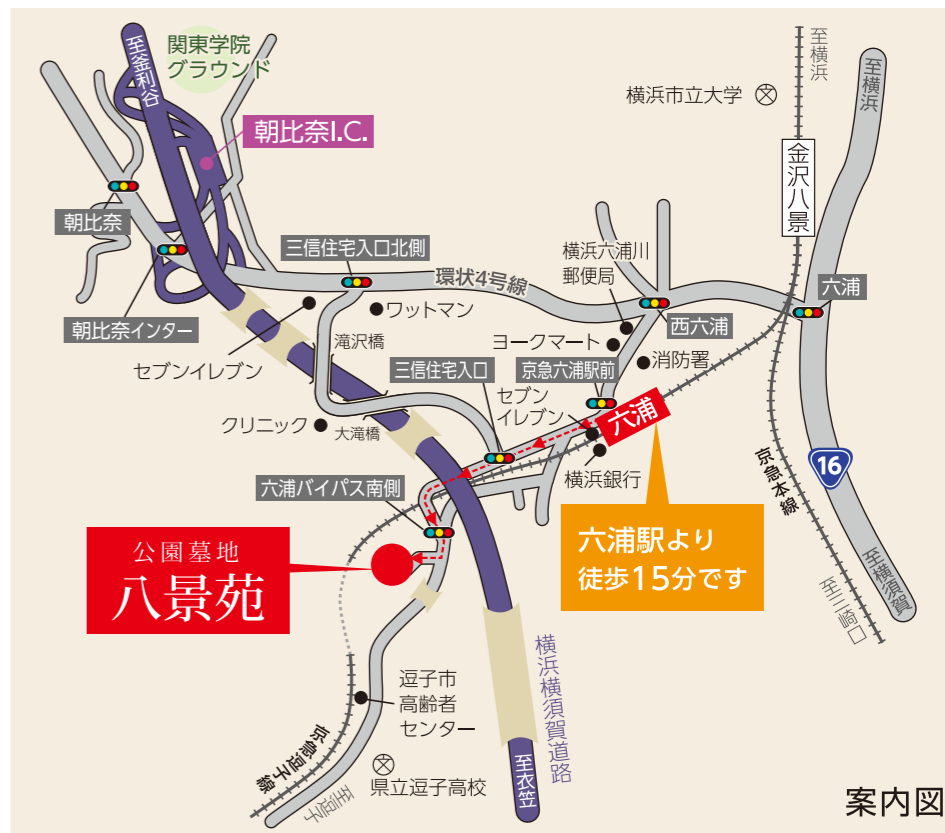 至釜利谷
関東学院
グラウンド
至横浜
横浜市立大学
至横浜
朝比奈I.C.
金沢八景
朝比奈
三信住宅入口北側
環状4号線
横浜六浦川
郵便局
六浦
朝比奈インター
ワットマン
西六浦
滝沢橋
ヨークマート
セブンイレブン
三信住宅入口
京急六浦駅前
消防署
セブン
イレブン
六浦
クリニック
大滝橋
横浜銀行
16
京急本線
六浦バイパス南側
六浦駅より
徒歩15分です
公園墓地
八景苑
至横須賀
至三崎口
横浜横須賀道路
逗子市
高齢者
センター
京急逗子線
至逗子
県立逗子高校
至衣笠
案内図